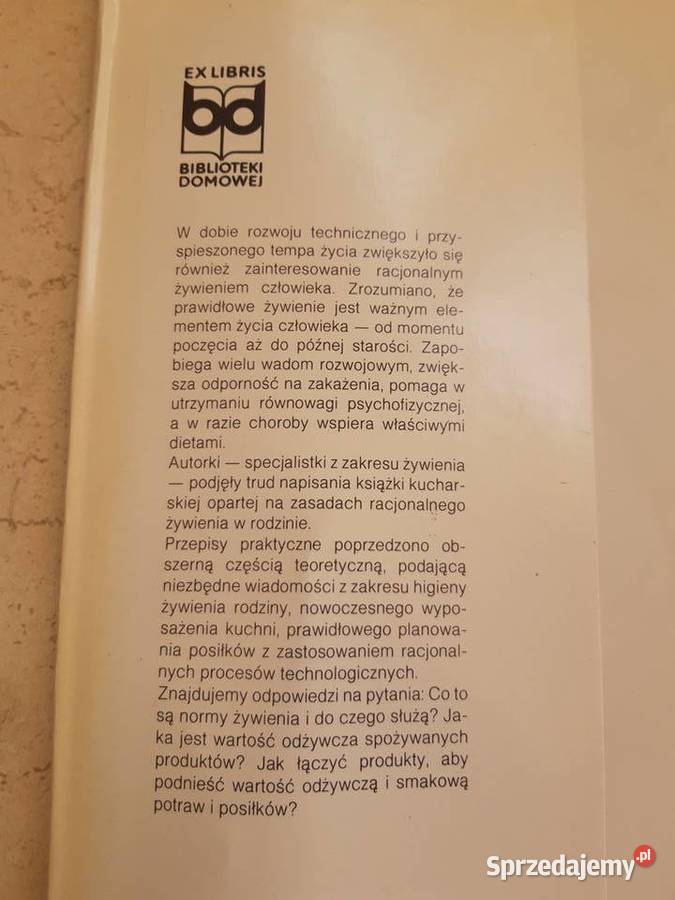 EX LIBRIS
bd
BIBLIOTEKI
DOMOWEJ
W dobie rozwoju technicznego i przy-
spieszonego tempa życia zwiększyło się
również zainteresowanie racjonalnym
żywieniem człowieka. Zrozumiano, że
prawidłowe żywienie jest ważnym ele-
mentem życia człowieka — od momentu
poczęcia aż do późnej starości. Zapo-
biega wielu wadom rozwojowym, zwięk-
sza odporność na zakażenia, pomaga w
utrzymaniu równowagi psychofizycznej,
a w razie choroby wspiera właściwymi
dietami.
Autorki — specjalistki z zakresu żywienia
— podjęły trud napisania książki kuchar-
skiej opartej na zasadach racjonalnego
żywienia w rodzinie.
Przepisy praktyczne poprzedzono ob-
szerną częścią teoretyczną, podającą
niezbędne wiadomości z zakresu higieny
żywienia rodziny, nowoczesnego wypo-
sażenia kuchni, prawidłowego planowa-
nia posiłków z zastosowaniem racjonal-
nych procesów technologicznych.
Znajdujemy odpowiedzi na pytania: Co to
są normy żywienia i do czego służą? Ja-
ka jest wartość odżywcza spożywanych
produktów? Jak łączyć produkty, aby
podnieść wartość odżywczą i smakową
potraw i posiłków?
Sprzedajemy.pl